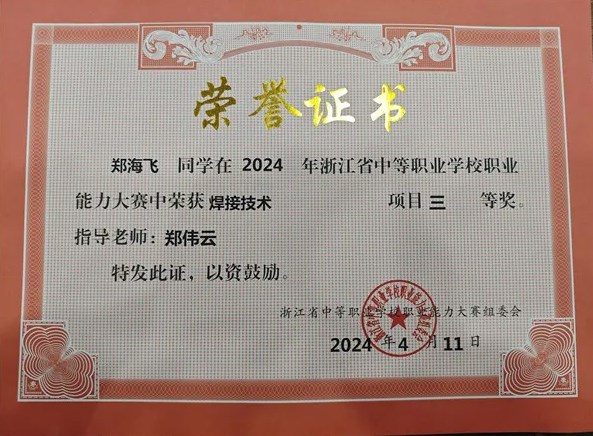 荣誉证书
郑海飞 同学在 2024 年浙江省中等职业学校职业
能力大赛中荣获 焊接技术 项目 三 等奖。
指导老师：郑伟云
特发此证，以资鼓励。
浙江省中等职业学校职业能力大赛组委会
2024 年 4 月 11 日